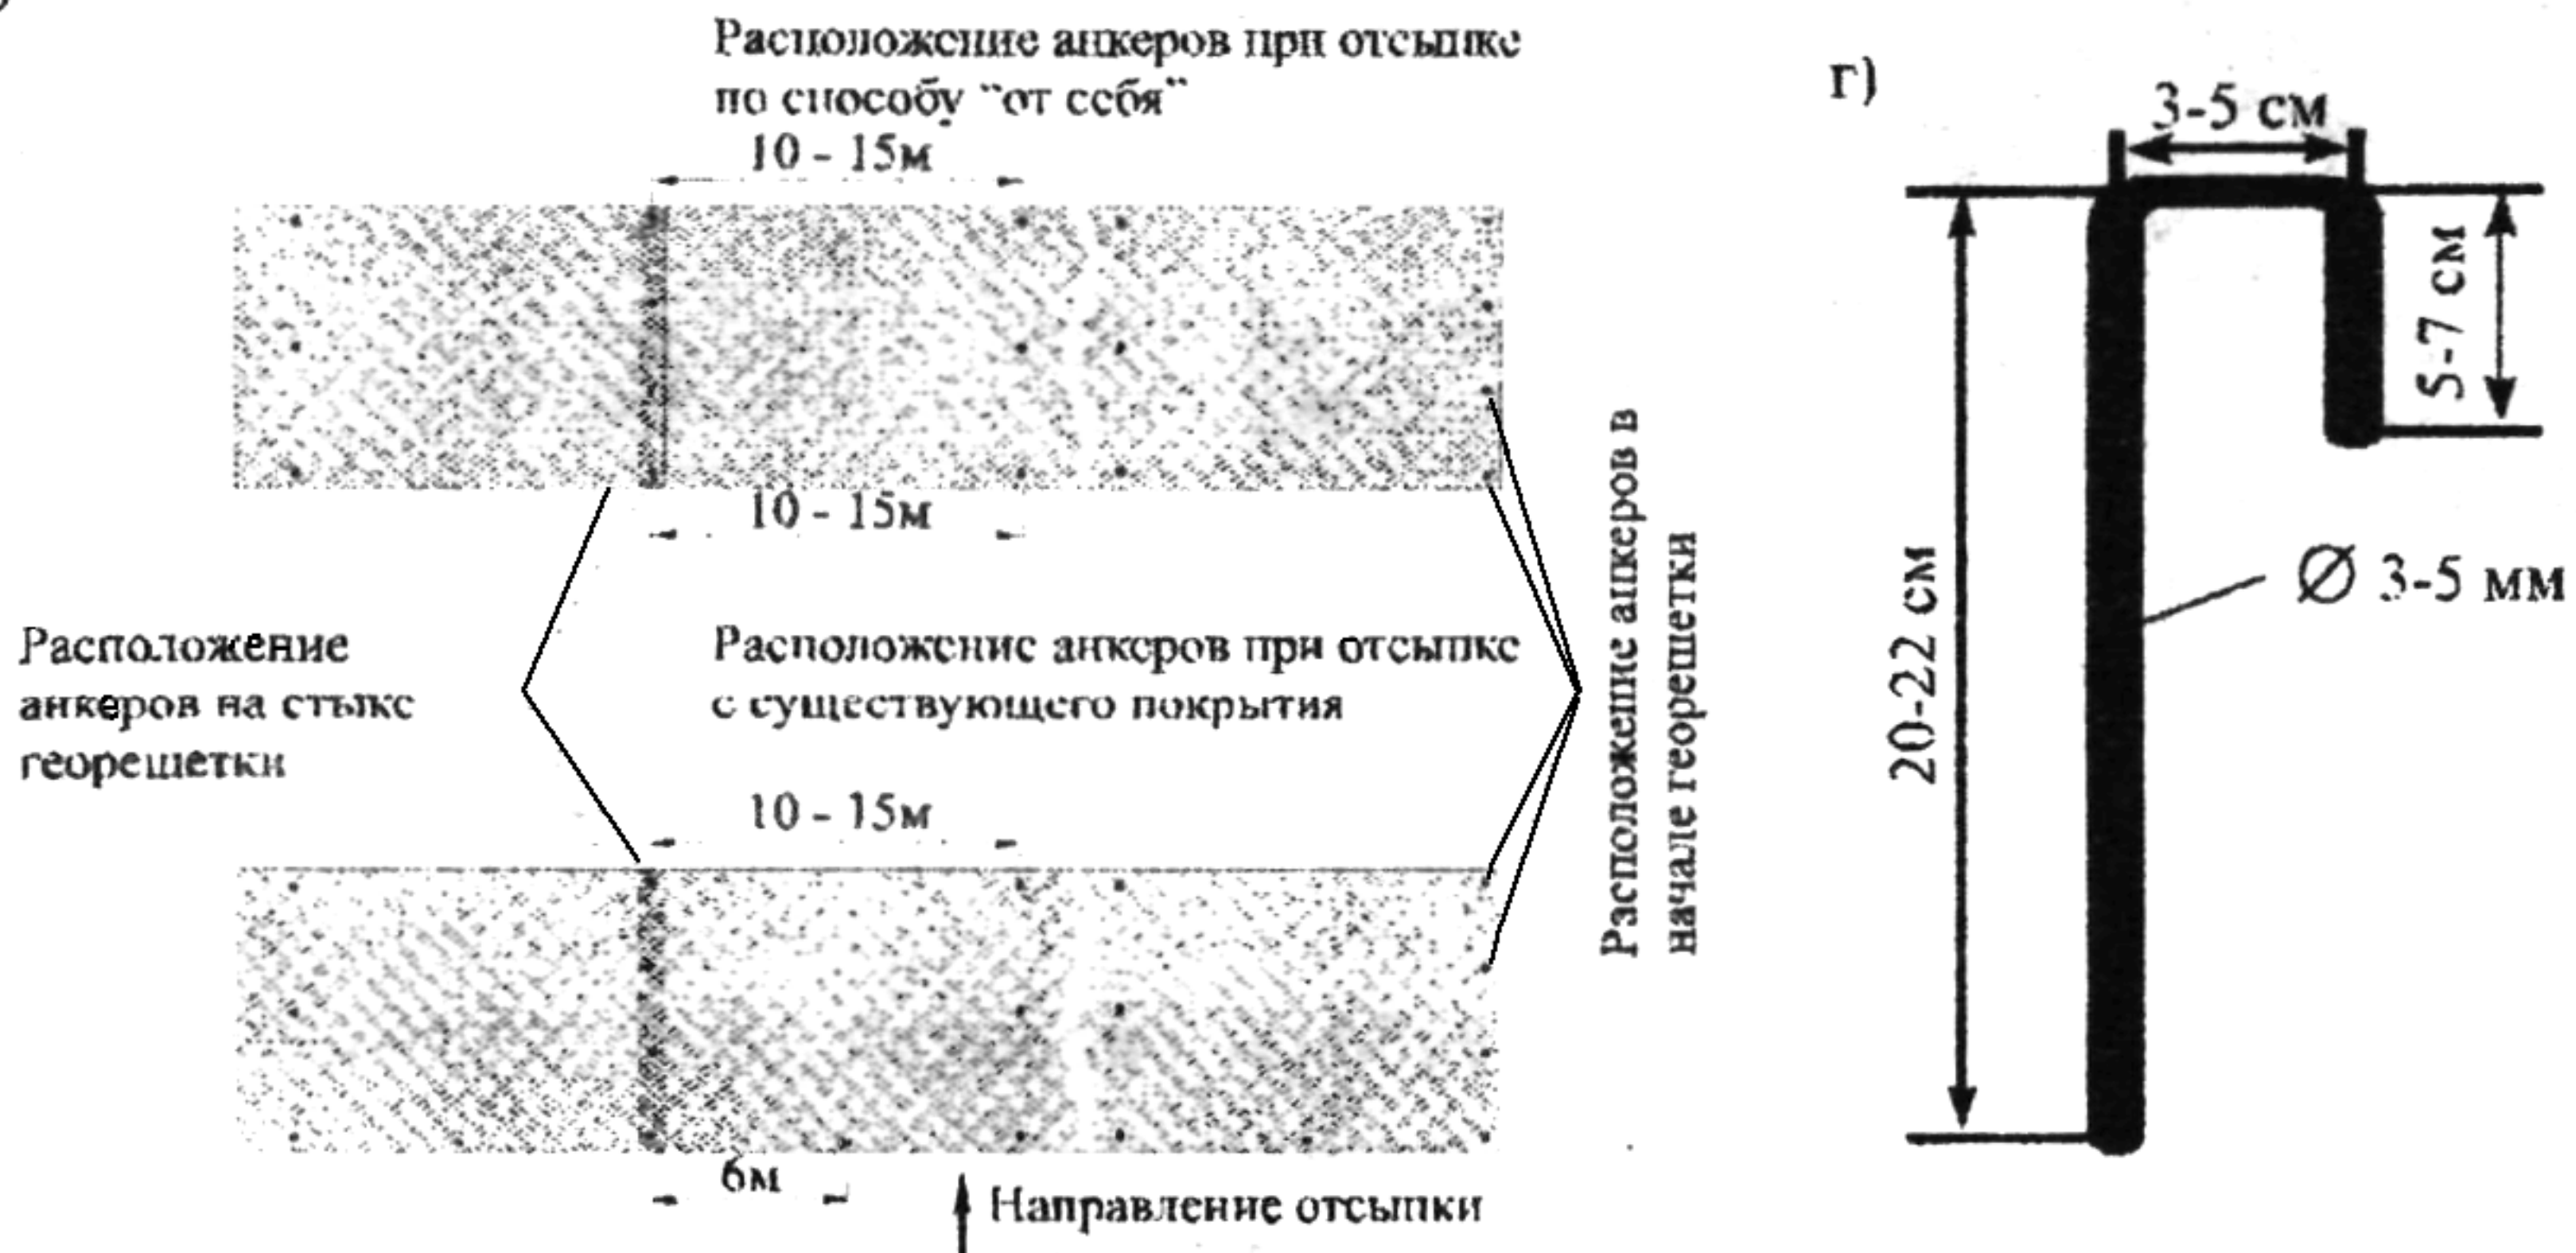 Расположение анкеров при отсыпке
по способу "от себя"
10 - 15м
10 - 15м
Расположение
анкеров на стыке
георешетки
Расположение анкеров при отсыпке
с существующего покрытия
10 - 15м
6м
Направление отсыпки
Расположение анкеров в
начале георешетки
г)
3-5 см
5-7 см
20-22 см
Ø 3-5 мм